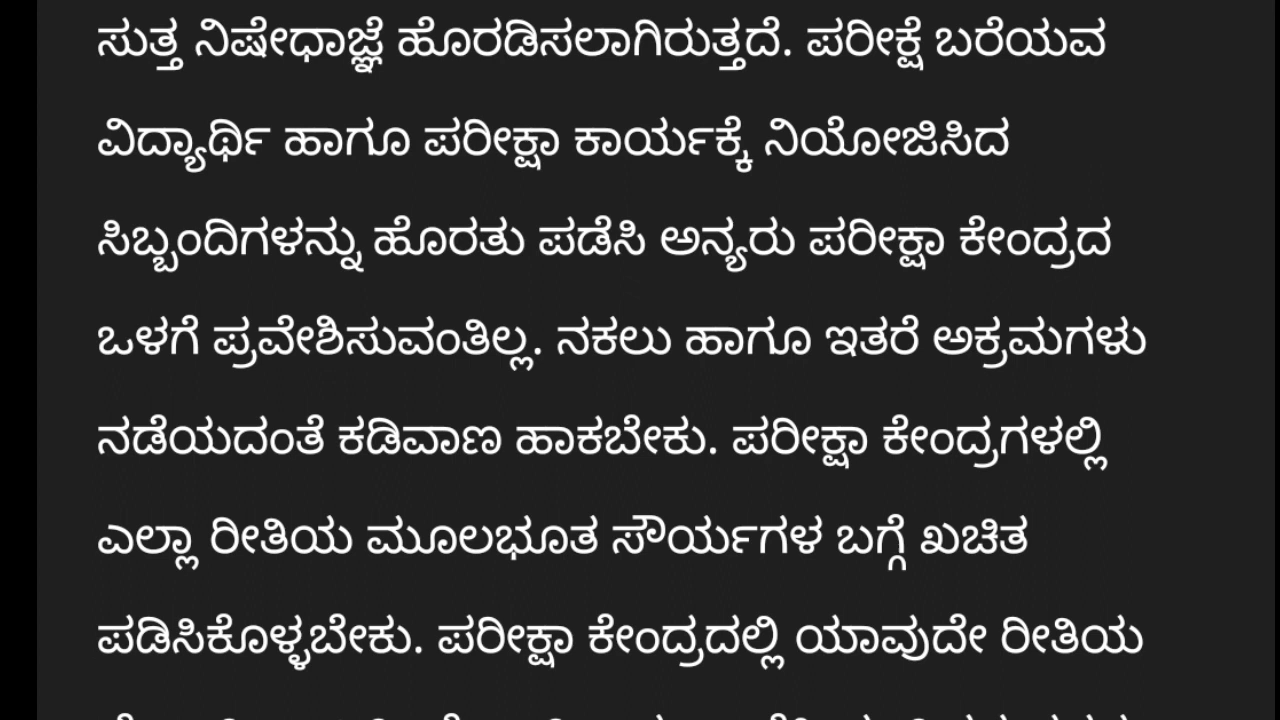 ಸುತ್ತ ನಿಷೇಧಾಜ್ಞೆ ಹೊರಡಿಸಲಾಗಿರುತ್ತದೆ. ಪರೀಕ್ಷೆ ಬರೆಯವ
ವಿದ್ಯಾರ್ಥಿ ಹಾಗೂ ಪರೀಕ್ಷಾ ಕಾರ್ಯಕ್ಕೆ ನಿಯೋಜಿಸಿದ
ಸಿಬ್ಬಂದಿಗಳನ್ನು ಹೊರತು ಪಡೆಸಿ ಅನ್ಯರು ಪರೀಕ್ಷಾ ಕೇಂದ್ರದ
ಒಳಗೆ ಪ್ರವೇಶಿಸುವಂತಿಲ್ಲ. ನಕಲು ಹಾಗೂ ಇತರೆ ಅಕ್ರಮಗಳು
ನಡೆಯದಂತೆ ಕಡಿವಾಣ ಹಾಕಬೇಕು. ಪರೀಕ್ಷಾ ಕೇಂದ್ರಗಳಲ್ಲಿ
ಎಲ್ಲಾ ರೀತಿಯ ಮೂಲಭೂತ ಸೌರ್ಯಗಳ ಬಗ್ಗೆ ಖಚಿತ
ಪಡಿಸಿಕೊಳ್ಳಬೇಕು. ಪರೀಕ್ಷಾ ಕೇಂದ್ರದಲ್ಲಿ ಯಾವುದೇ ರೀತಿಯ